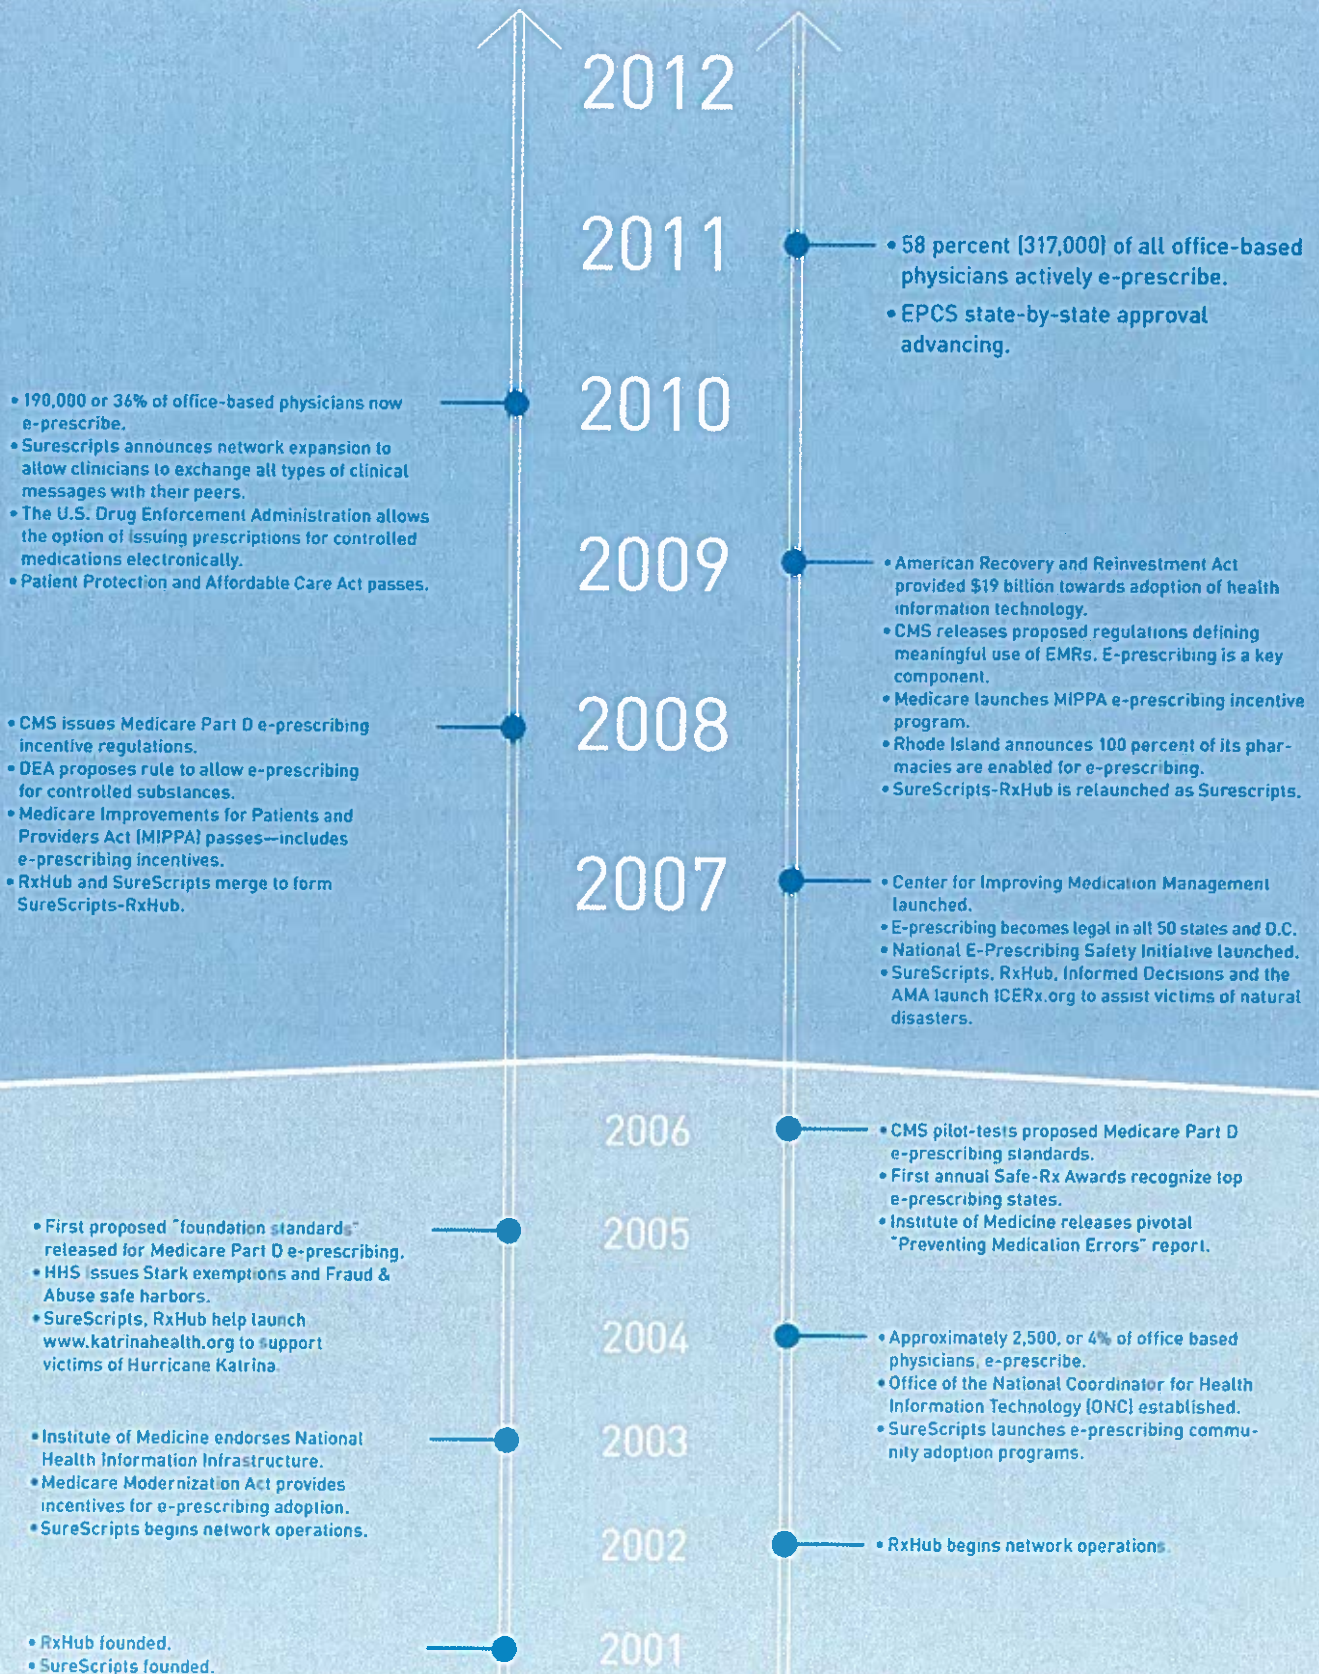 2012
2011
• 58 percent (317,000) of all office-based
physicians actively e-prescribe.
• EPCS state-by-state approval
advancing.
2010
• 190,000 or 36% of office-based physicians now
e-prescribe.
• Surescripts announces network expansion to
allow clinicians to exchange all types of clinical
messages with their peers.
• The U.S. Drug Enforcement Administration allows
the option of issuing prescriptions for controlled
medications electronically.
• Patient Protection and Affordable Care Act passes.
2009
• American Recovery and Reinvestment Act
provided $19 billion towards adoption of health
information technology.
• CMS releases proposed regulations defining
meaningful use of EMRs. E-prescribing is a key
component.
• Medicare launches MIPPA e-prescribing incentive
program.
• Rhode Island announces 100 percent of its phar-
macies are enabled for e-prescribing.
• SureScripts-RxHub is relaunched as Surescripts.
2008
• CMS issues Medicare Part D e-prescribing
incentive regulations.
• DEA proposes rule to allow e-prescribing
for controlled substances.
• Medicare Improvements for Patients and
Providers Act (MIPPA) passes—includes
e-prescribing incentives.
• RxHub and SureScripts merge to form
SureScripts-RxHub.
2007
• Center for Improving Medication Management
launched.
• E-prescribing becomes legal in all 50 states and D.C.
• National E-Prescribing Safety Initiative launched.
• SureScripts, RxHub, Informed Decisions and the
AMA launch ICERx.org to assist victims of natural
disasters.
2006
• CMS pilot-tests proposed Medicare Part D
e-prescribing standards.
• First annual Safe-Rx Awards recognize top
e-prescribing states.
• Institute of Medicine releases pivotal
"Preventing Medication Errors" report.
2005
• First proposed "foundation standards"
released for Medicare Part D e-prescribing.
• HHS issues Stark exemptions and Fraud &
Abuse safe harbors.
• SureScripts, RxHub help launch
www.katrinahealth.org to support
victims of Hurricane Katrina.
2004
• Approximately 2,500, or 4% of office based
physicians, e-prescribe.
• Office of the National Coordinator for Health
Information Technology (ONC) established.
• SureScripts launches e-prescribing commu-
nity adoption programs.
2003
• Institute of Medicine endorses National
Health Information Infrastructure.
• Medicare Modernization Act provides
incentives for e-prescribing adoption.
• SureScripts begins network operations.
2002
• RxHub begins network operations.
2001
• RxHub founded.
• SureScripts founded.